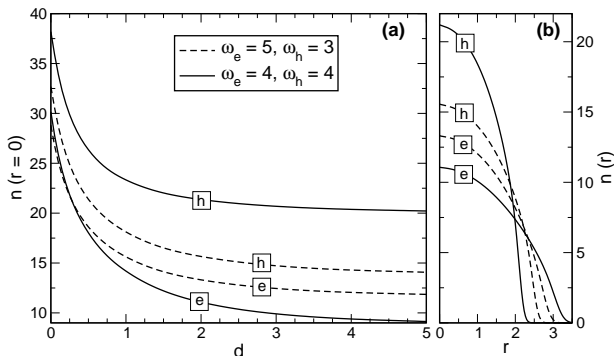 40
35
30
25
20
15
10
n (r = 0)
0
1
2
3
4
5
d
(a)
ω_e = 5, ω_h = 3
ω_e = 4, ω_h = 4
h
h
e
e
(b)
h
h
e
e
0
1
2
3
r
20
15
10
5
0
n (r)